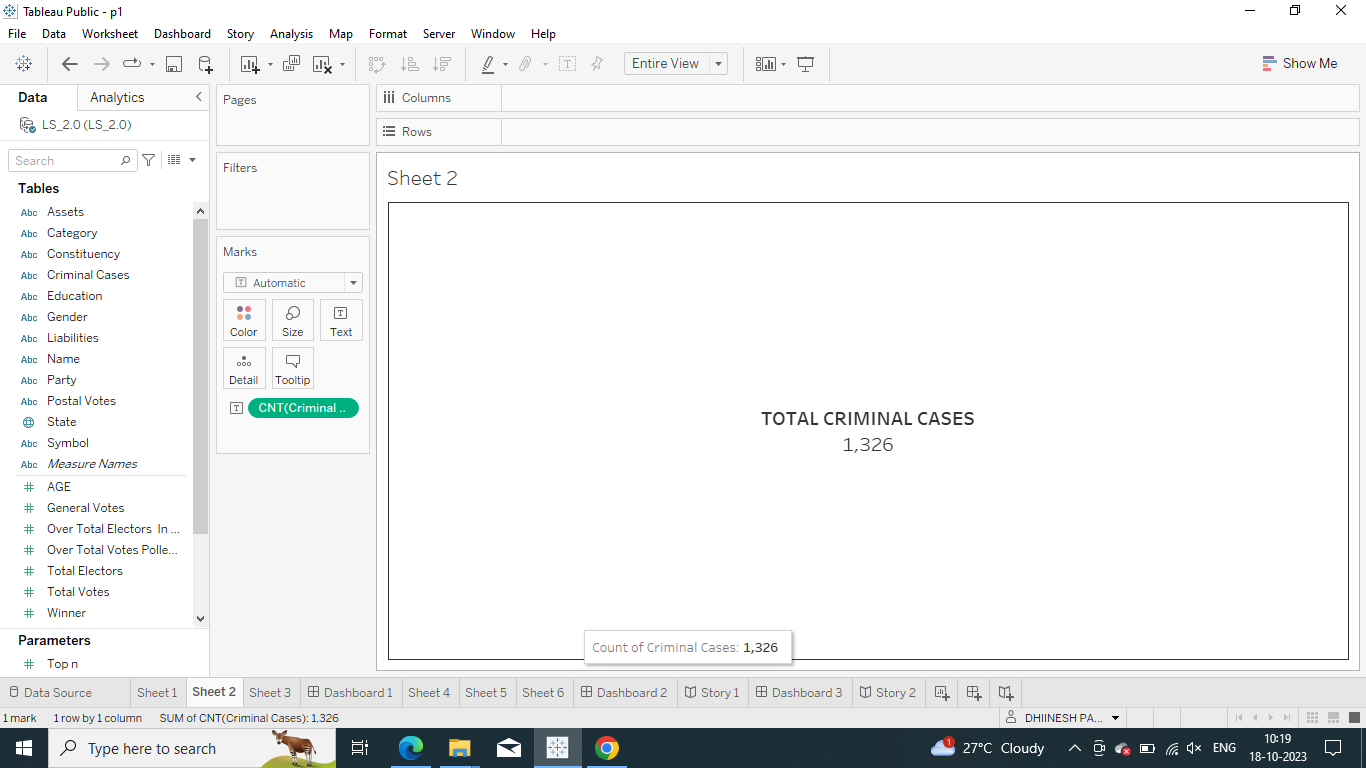 Tableau Public - p1
File Data Worksheet Dashboard Story Analysis Map Format Server Window Help
Entire View
Show Me
Data Analytics
LS_2.0 (LS_2.0)
Search
Tables
Abc Assets
Abc Category
Abc Constituency
Abc Criminal Cases
Abc Education
Abc Gender
Abc Liabilities
Abc Name
Abc Party
Abc Postal Votes
State
Abc Symbol
Abc Measure Names
# AGE
# General Votes
# Over Total Electors In ...
# Over Total Votes Polle...
# Total Electors
# Total Votes
# Winner
Parameters
# Top n
Pages
Filters
Marks
T Automatic
Color Size Text
Detail Tooltip
T CNT(Criminal ..
Columns
Rows
Sheet 2
TOTAL CRIMINAL CASES
1,326
Count of Criminal Cases: 1,326
Data Source Sheet 1 Sheet 2 Sheet 3 Dashboard 1 Sheet 4 Sheet 5 Sheet 6 Dashboard 2 Story 1 Dashboard 3 Story 2
1 mark 1 row by 1 column SUM of CNT(Criminal Cases): 1,326
DHIINESH PA...
Type here to search
1
27°C Cloudy
ENG
10:19
18-10-2023